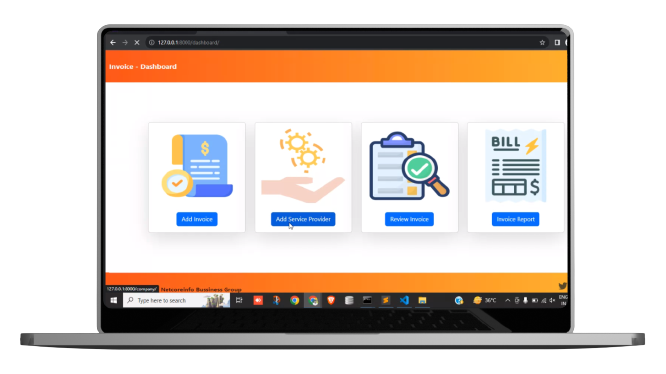 127.0.0.1:8000/dashboard/
Invoice - Dashboard
$
BILL
$
Add Invoice
Add Service Provider
Review Invoice
Invoice Report
127.0.0.1:8000/company/
Netcoreinfo Business Group
Type here to search
36°C
ENG
IN